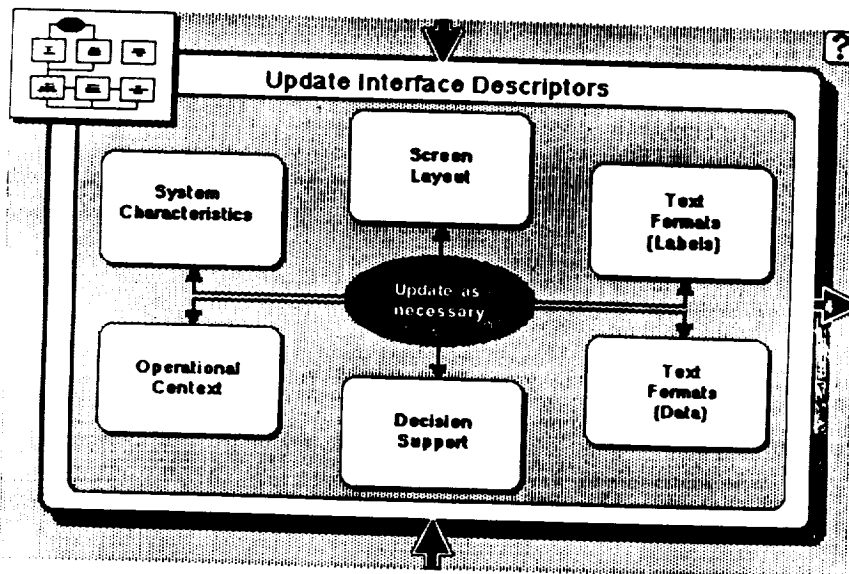 ?
Update Interface Descriptors
System
Characteristics
Screen
Layout
Text
Formats
(Labels)
Update as
necessary
Operational
Context
Decision
Support
Text
Formats
(Data)